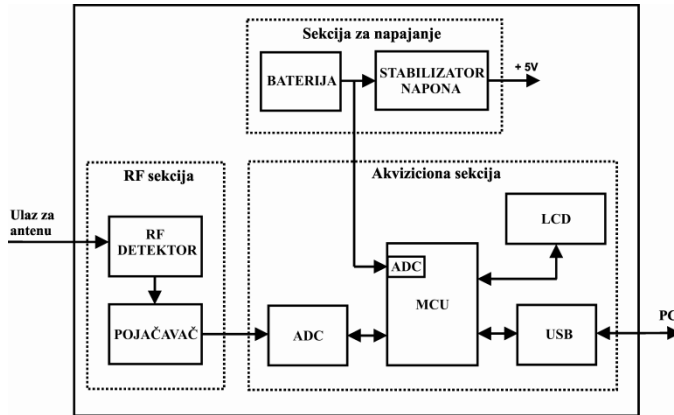 Sekcija za napajanje
BATERIJA
STABILIZATOR
NAPONA
+ 5V
RF sekcija
Akviziciona sekcija
Ulaz za
antenu
RF
DETEKTOR
POJAČAVAČ
ADC
ADC
MCU
LCD
USB
PC